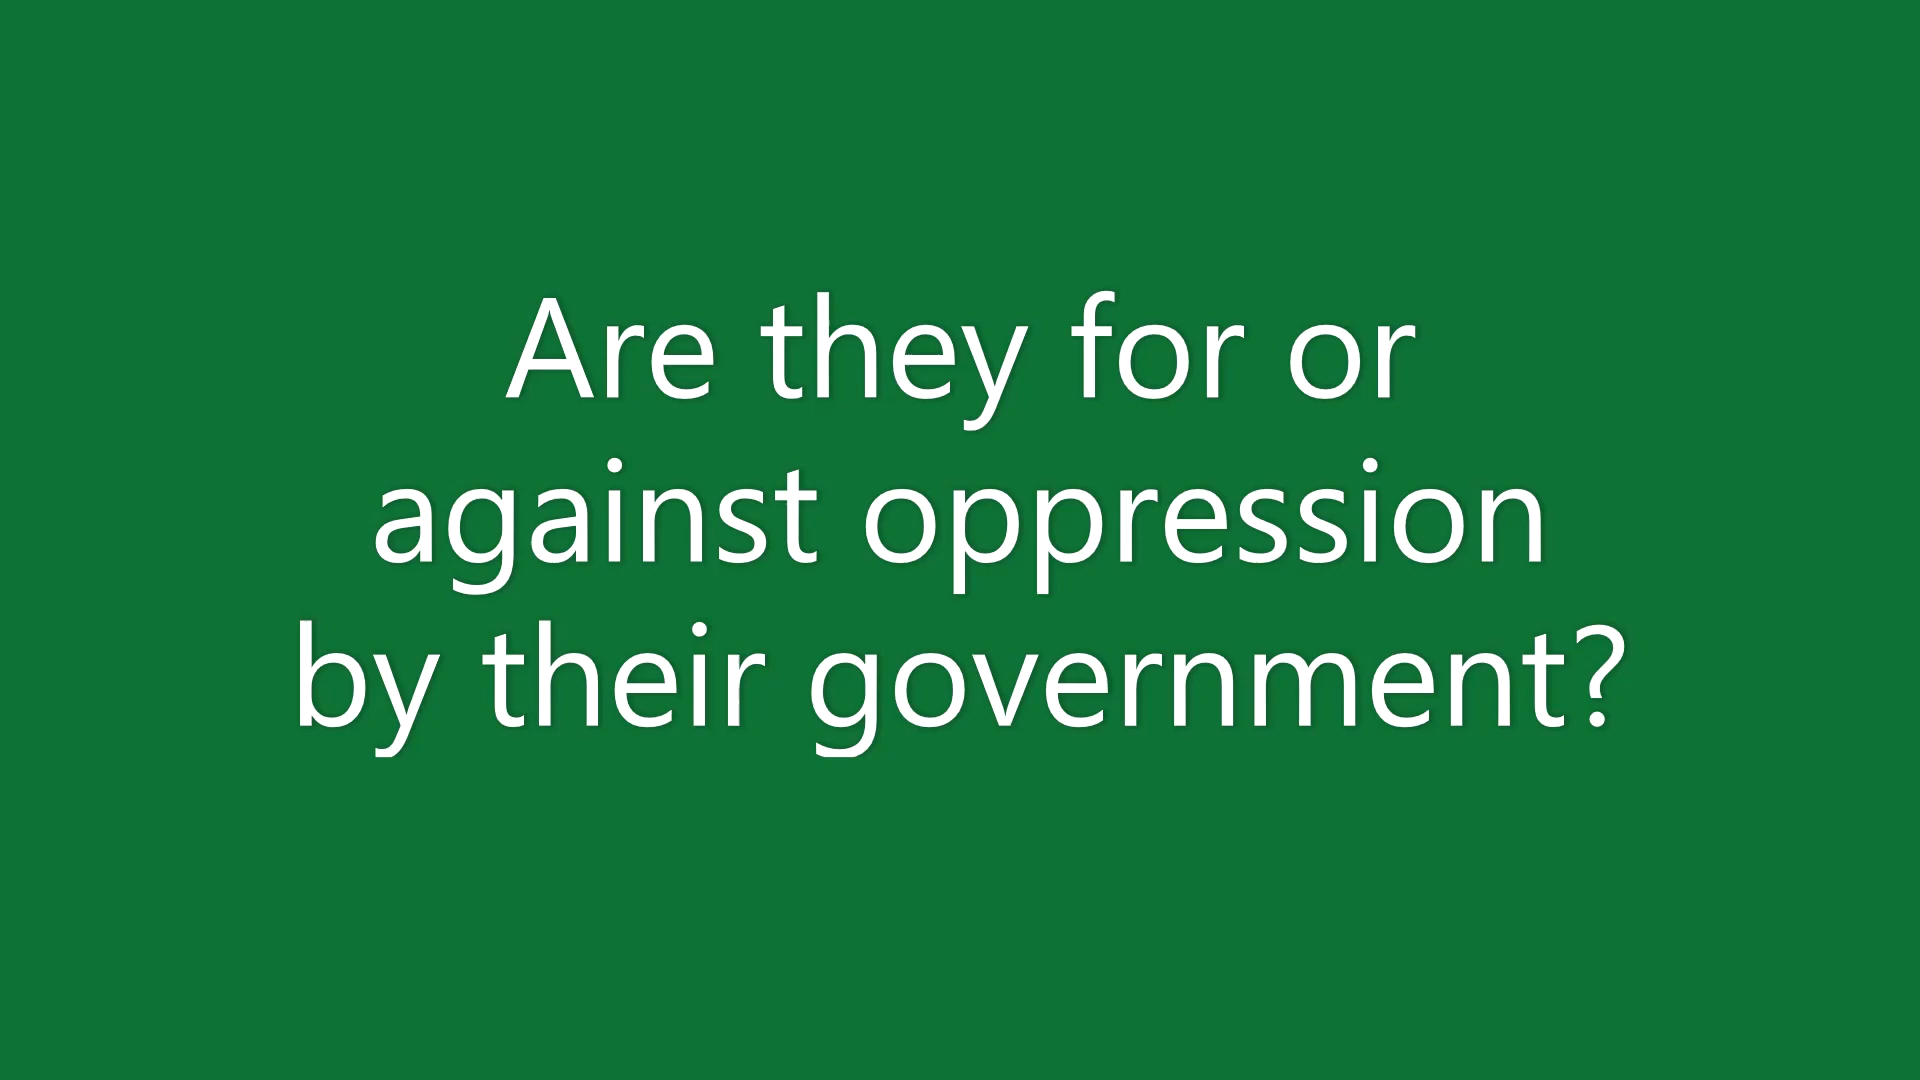 Are they for or
against oppression
by their government?